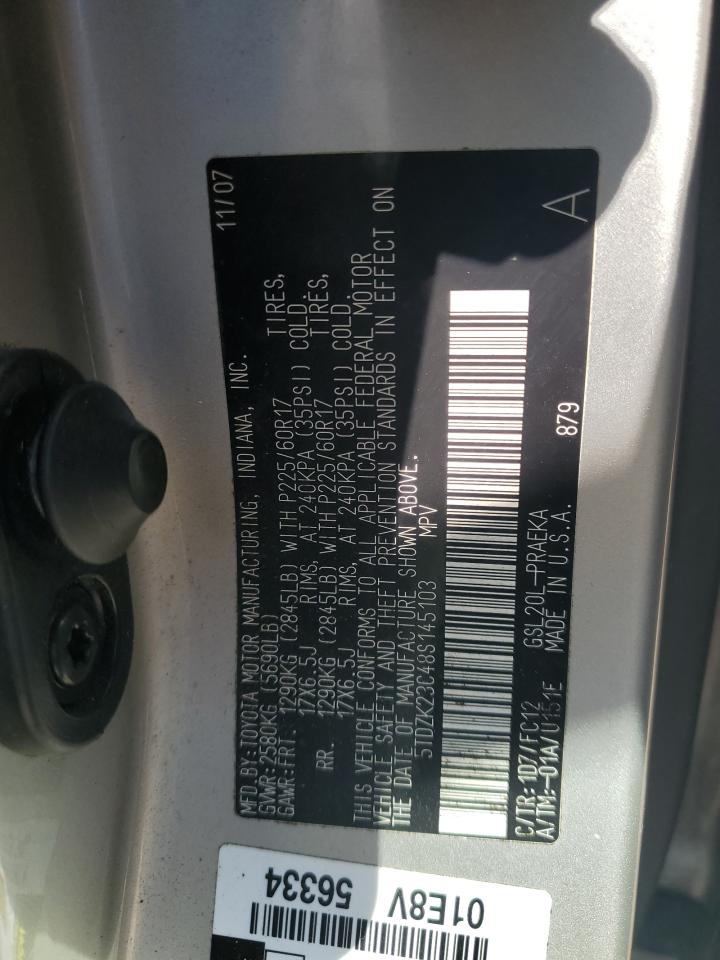 MFD.BY:TOYOTA MOTOR MANUFACTURING, INDIANA, INC. 11/07
GVWR:2580KG (5690LB)
GAWR:FRT. 1290KG (2845LB) WITH P225/60R17 TIRES,
17X6.5J RIMS, AT 240KPA (35PSI) COLD.
RR. 1290KG (2845LB) WITH P225/60R17 TIRES,
17X6.5J RIMS, AT 240KPA (35PSI) COLD.
THIS VEHICLE CONFORMS TO ALL APPLICABLE FEDERAL MOTOR
VEHICLE SAFETY AND THEFT PREVENTION STANDARDS IN EFFECT ON
THE DATE OF MANUFACTURE SHOWN ABOVE.
5TDZK23C48S145103 MPV
A
879
C/TR:1D7/FC12 GSL20L-PRAEKA
A/TM:-01A/U151E MADE IN U.S.A.
56334
01E8V